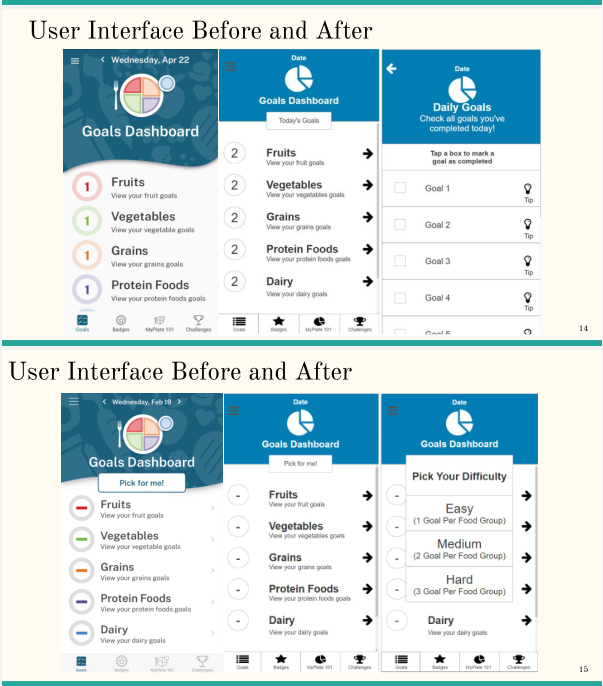 User Interface Before and After
Wednesday, Apr 22
Goals Dashboard
1
Fruits
View your fruit goals
1
Vegetables
View your vegetable goals
1
Grains
View your grains goals
1
Protein Foods
View your protein foods goals
Goals
Badges
MyPlate 101
Challenges
Date
Goals Dashboard
Today's Goals
2
Fruits
View your fruit goals
2
Vegetables
View your vegetables goals
2
Grains
View your grains goals
2
Protein Foods
View your protein foods goals
2
Dairy
View your dairy goals
Goals
Badges
MyPlate 101
Challenges
Date
Daily Goals
Check all goals you've
completed today!
Tap a box to mark a
goal as completed
Goal 1
Tip
Goal 2
Tip
Goal 3
Tip
Goal 4
Tip
Goal 5
14
User Interface Before and After
Wednesday, Feb 19
Goals Dashboard
Pick for me!
Fruits
View your fruit goals
Vegetables
View your vegetable goals
Grains
View your grains goals
Protein Foods
View your protein foods goals
Dairy
View your dairy goals
Goals
Badges
MyPlate 101
Challenges
Date
Goals Dashboard
Pick for me!
-
Fruits
View your fruit goals
-
Vegetables
View your vegetables goals
-
Grains
View your grains goals
-
Protein Foods
View your protein foods goals
-
Dairy
View your dairy goals
Goals
Badges
MyPlate 101
Challenges
Date
Goals Dashboard
Pick Your Difficulty
Easy
(1 Goal Per Food Group)
Medium
(2 Goal Per Food Group)
Hard
(3 Goal Per Food Group)
-
-
-
-
-
Dairy
View your dairy goals
Goals
Badges
MyPlate 101
Challenges
15